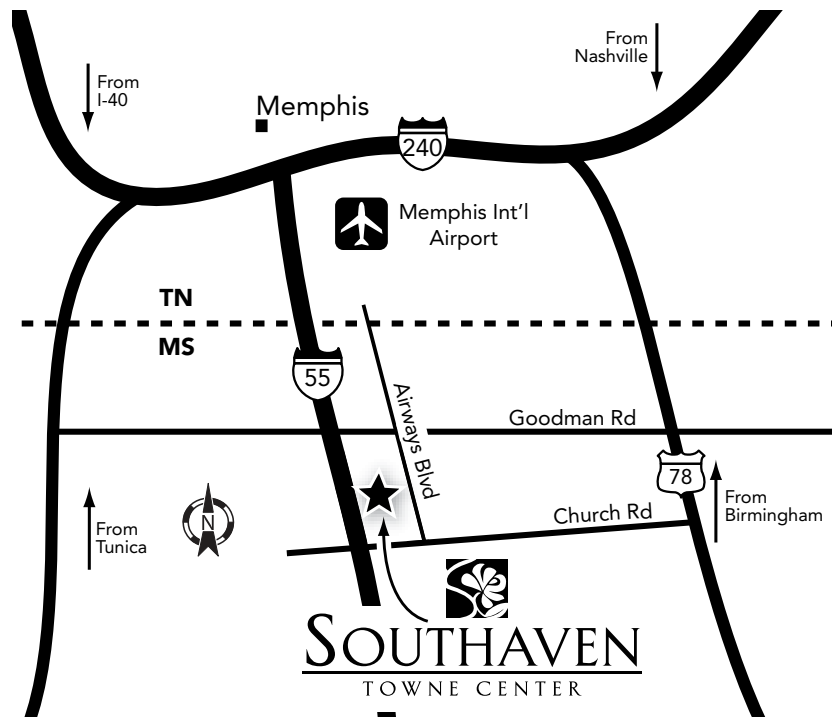 From
Nashville
From
I-40
Memphis
240
Memphis Int'l
Airport
TN
MS
55
Airways Blvd
Goodman Rd
78
From
Birmingham
N
From
Tunica
Church Rd
SOUTHAVEN
TOWNE CENTER